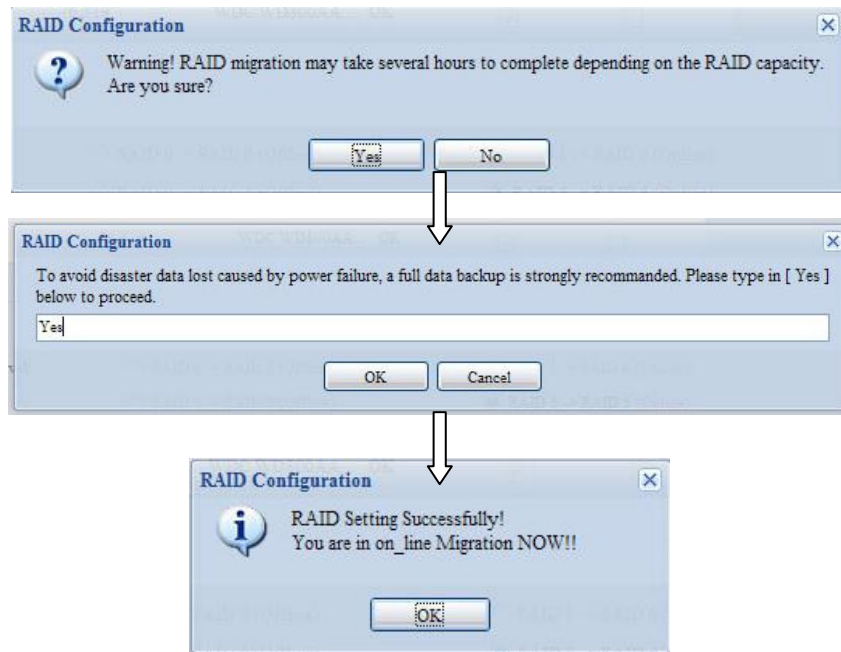 RAID Configuration
Warning! RAID migration may take several hours to complete depending on the RAID capacity.
Are you sure?
Yes
No
RAID Configuration
To avoid disaster data lost caused by power failure, a full data backup is strongly recommanded. Please type in [ Yes ]
below to proceed.
Yes
OK
Cancel
RAID Configuration
RAID Setting Successfully!
You are in on_line Migration NOW!!
OK